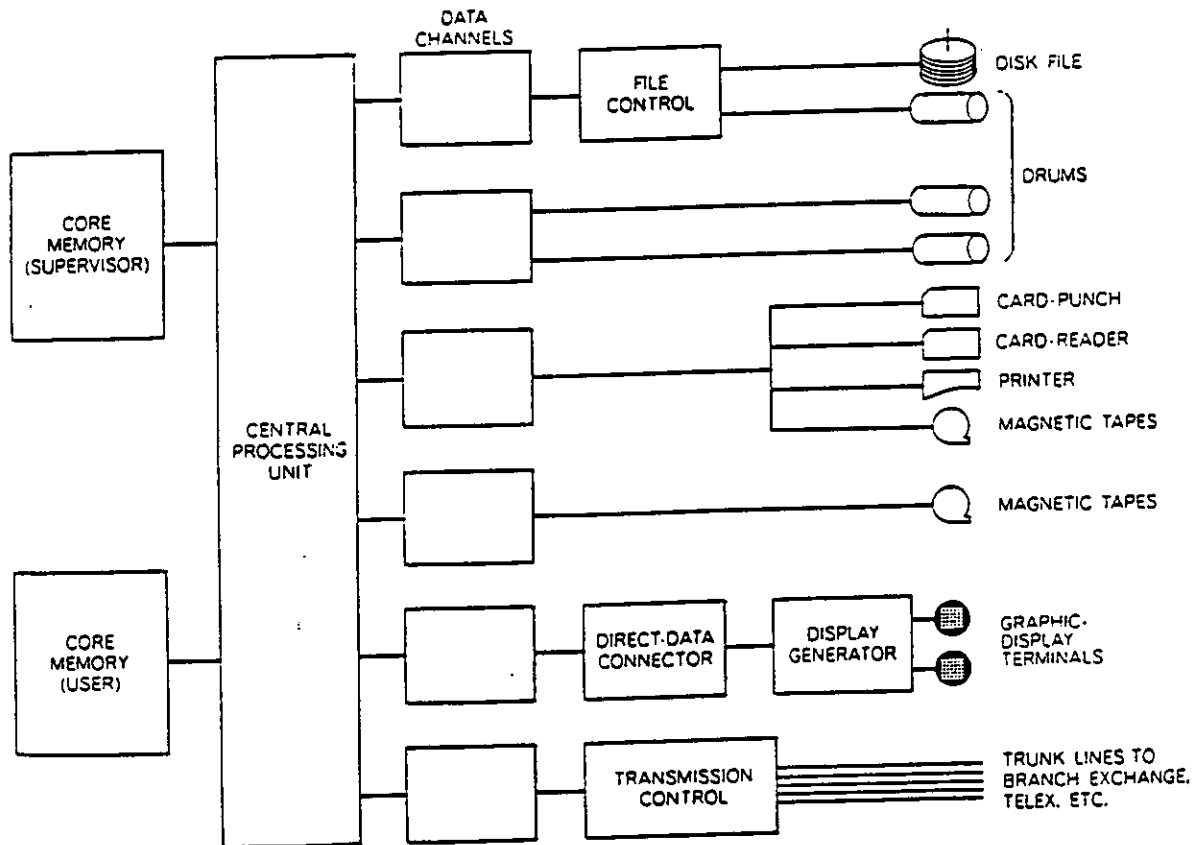 DATA
CHANNELS
FILE
CONTROL
DISK FILE
DRUMS
CORE
MEMORY
(SUPERVISOR)
CENTRAL
PROCESSING
UNIT
CARD-PUNCH
CARD-READER
PRINTER
MAGNETIC TAPES
MAGNETIC TAPES
CORE
MEMORY
(USER)
DIRECT-DATA
CONNECTOR
DISPLAY
GENERATOR
GRAPHIC-
DISPLAY
TERMINALS
TRANSMISSION
CONTROL
TRUNK LINES TO
BRANCH EXCHANGE,
TELEX, ETC.